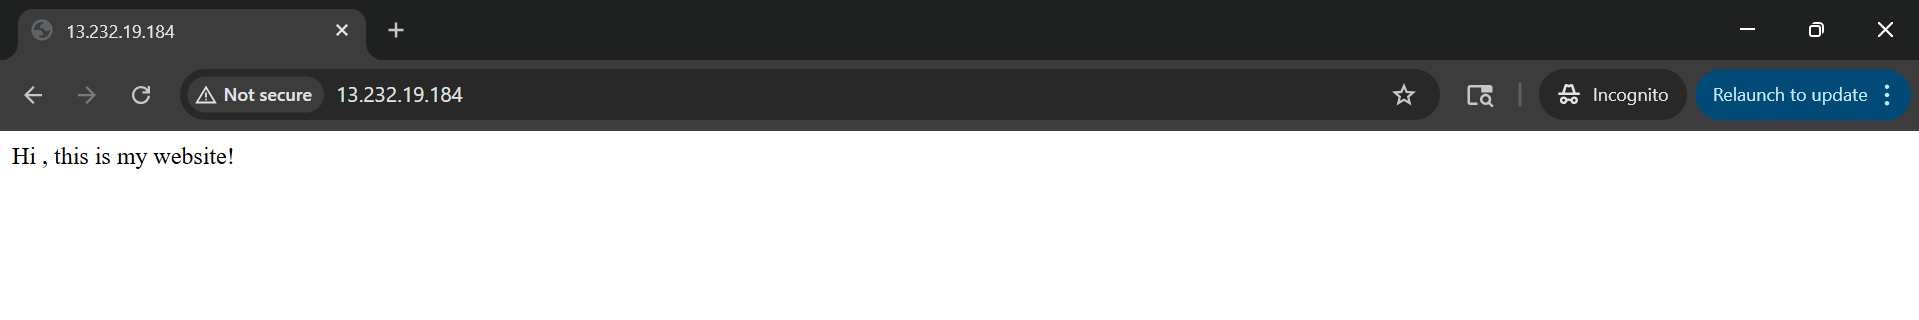 13.232.19.184
Not secure 13.232.19.184 Incognito Relaunch to update
Hi , this is my website!